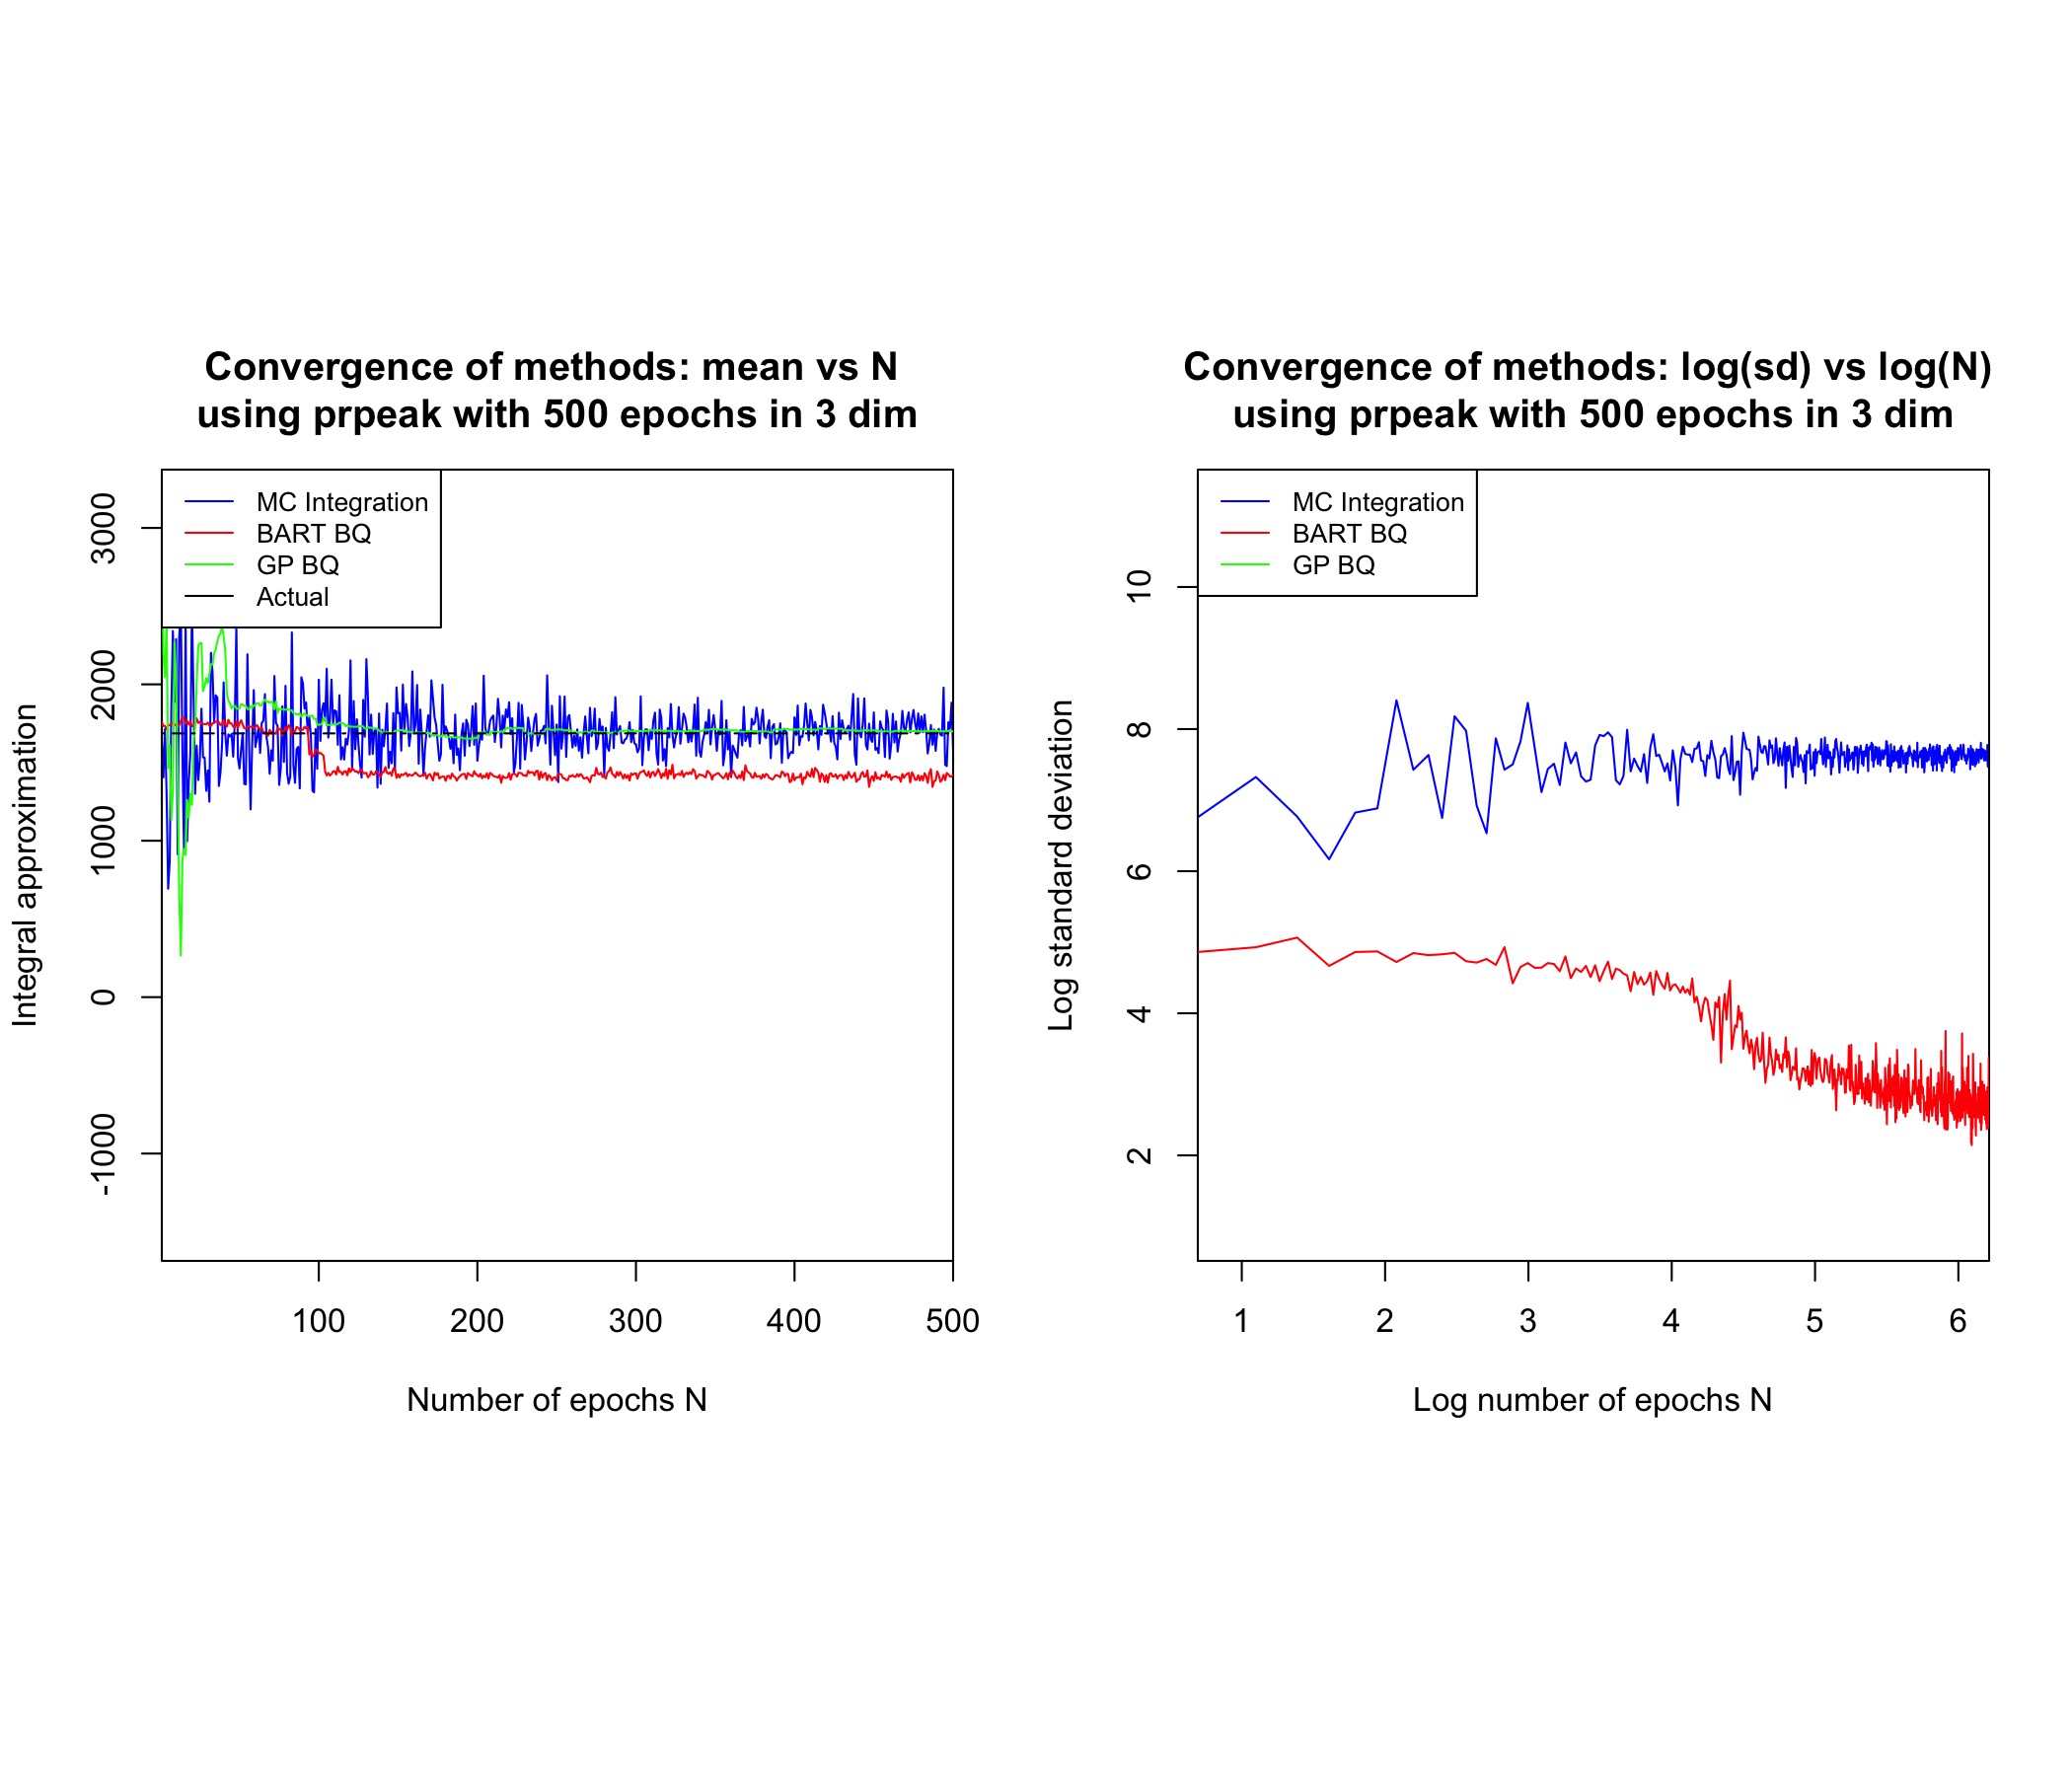 Convergence of methods: mean vs N
using prpeak with 500 epochs in 3 dim
MC Integration
BART BQ
GP BQ
Actual
3000
2000
1000
0
-1000
Integral approximation
100 200 300 400 500
Number of epochs N
Convergence of methods: log(sd) vs log(N)
using prpeak with 500 epochs in 3 dim
MC Integration
BART BQ
GP BQ
10
8
6
4
2
Log standard deviation
1 2 3 4 5 6
Log number of epochs N